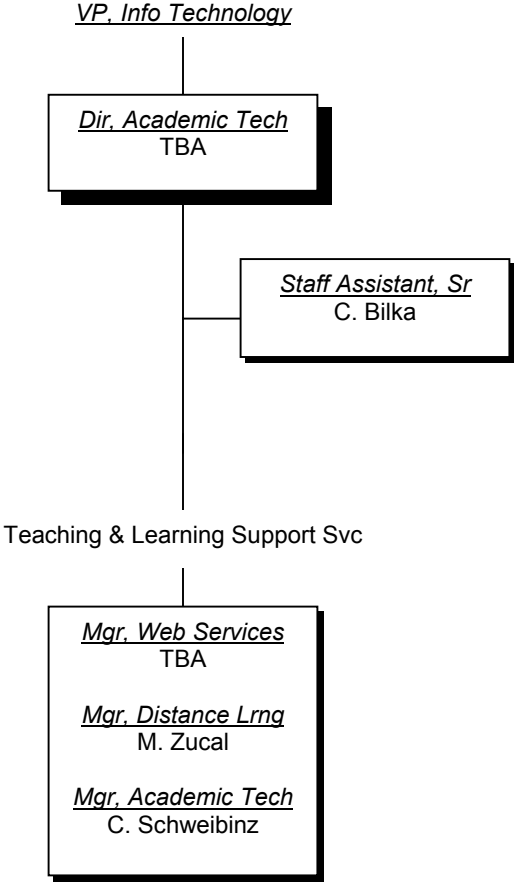 VP, Info Technology
Dir, Academic Tech
TBA
Staff Assistant, Sr
C. Bilka
Teaching & Learning Support Svc
Mgr, Web Services
TBA
Mgr, Distance Lrng
M. Zucal
Mgr, Academic Tech
C. Schweibinz